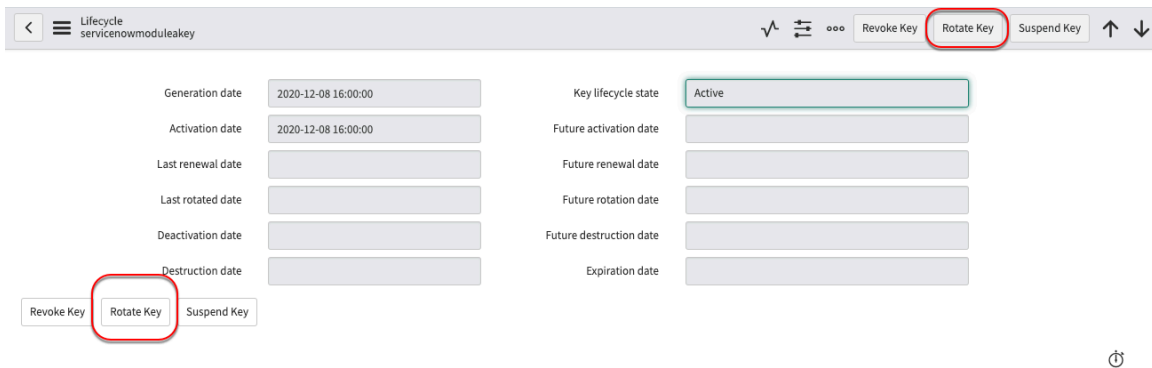 Lifecycle
servicenowmoduleakey
Revoke Key Rotate Key Suspend Key
Generation date 2020-12-08 16:00:00 Key lifecycle state Active
Activation date 2020-12-08 16:00:00 Future activation date
Last renewal date Future renewal date
Last rotated date Future rotation date
Deactivation date Future destruction date
Destruction date Expiration date
Revoke Key Rotate Key Suspend Key